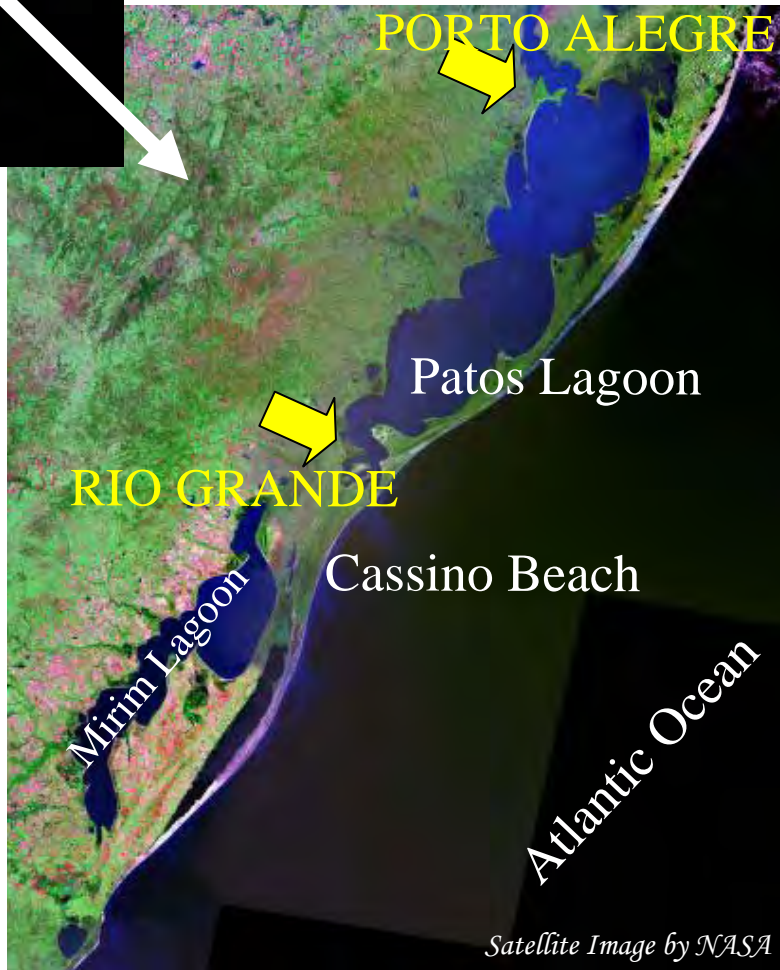 PORTO ALEGRE
Patos Lagoon
RIO GRANDE
Cassino Beach
Mirim Lagoon
Atlantic Ocean
Satellite Image by NASA